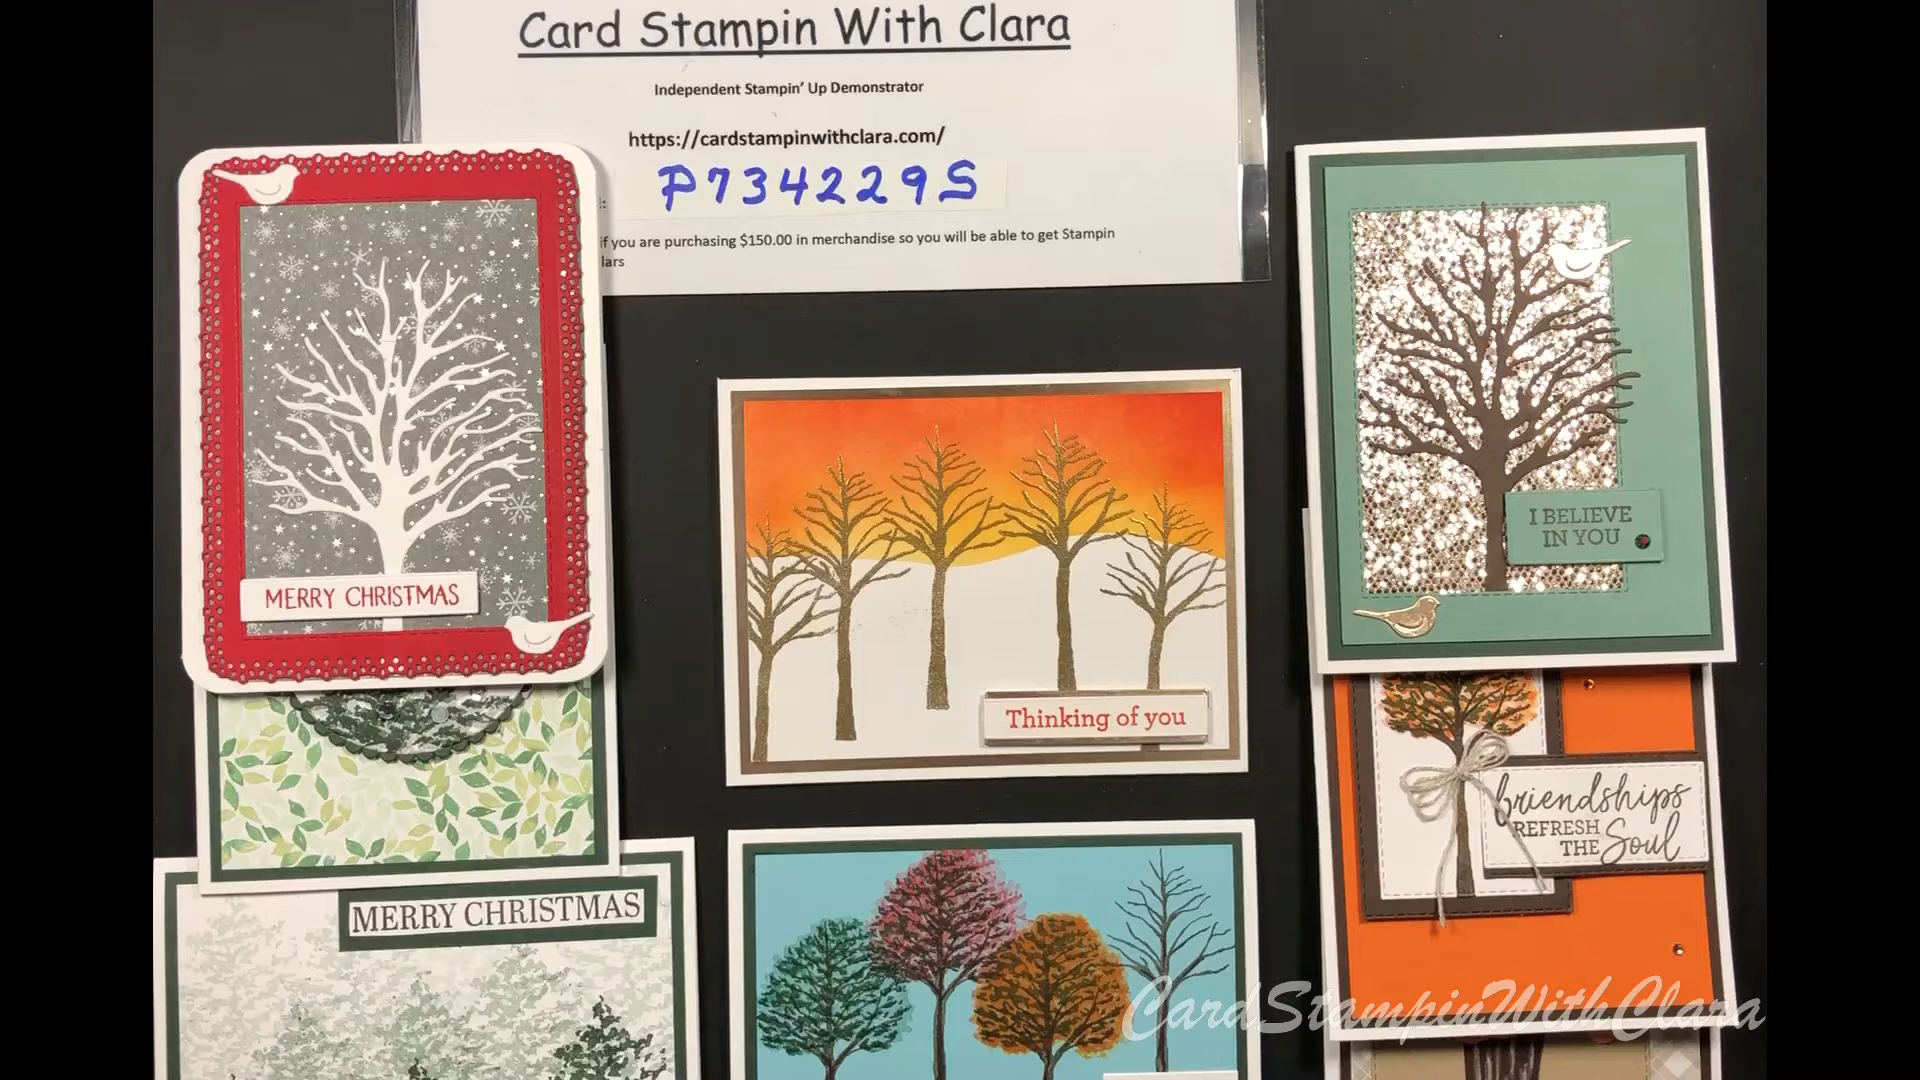 Card Stampin With Clara
Independent Stampin' Up Demonstrator
https://cardstampinwithclara.com/
P734229S
if you are purchasing $150.00 in merchandise so you will be able to get Stampin
lars
MERRY CHRISTMAS
I BELIEVE
IN YOU
Thinking of you
friendships
REFRESH
THE Soul
MERRY CHRISTMAS
CardStampinWithClara